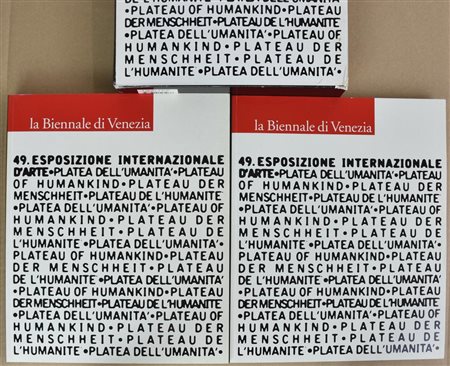 •PLATEAU OF HUMANKIND•PLATEAU
DER MENSCHHEIT•PLATEAU DE L'HUMANITE
PLATEA DELL'UMANITA'•PLATEAU OF
HUMANKIND•PLATEAU DER
MENSCHHEIT•PLATEAU DE
L'HUMANITE•PLATEA DELL'UMANITA'•
la Biennale di Venezia
49. ESPOSIZIONE INTERNAZIONALE
D'ARTE•PLATEA DELL'UMANITA'•PLATEAU
OF HUMANKIND•PLATEAU DER
MENSCHHEIT•PLATEAU DE L'HUMANITE
•PLATEA DELL'UMANITA'•PLATEAU OF
HUMANKIND•PLATEAU DER
MENSCHHEIT•PLATEAU DE
L'HUMANITE•PLATEA DELL'UMANITA'•
PLATEAU OF HUMANKIND•PLATEAU
DER MENSCHHEIT•PLATEAU
DE L'HUMANITE•PLATEA DELL'UMANITA'
•PLATEAU OF HUMANKIND•PLATEAU
DER MENSCHHEIT•PLATEAU DE L'HUMANITE
•PLATEA DELL'UMANITA'•PLATEAU OF
HUMANKIND•PLATEAU DER
MENSCHHEIT•PLATEAU DE
L'HUMANITE•PLATEA DELL'UMANITA'•
la Biennale di Venezia
49. ESPOSIZIONE INTERNAZIONALE
D'ARTE•PLATEA DELL'UMANITA'•PLATEAU
OF HUMANKIND•PLATEAU DER
MENSCHHEIT•PLATEAU DE L'HUMANITE
•PLATEA DELL'UMANITA'•PLATEAU OF
HUMANKIND•PLATEAU DER
MENSCHHEIT•PLATEAU DE
L'HUMANITE•PLATEA DELL'UMANITA'•
PLATEAU OF HUMANKIND•PLATEAU
DER MENSCHHEIT•PLATEAU
DE L'HUMANITE•PLATEA DELL'UMANITA'
•PLATEAU OF HUMANKIND•PLATEAU
DER MENSCHHEIT•PLATEAU DE L'HUMANITE
•PLATEA DELL'UMANITA'•PLATEAU OF
HUMANKIND•PLATEAU DER
MENSCHHEIT•PLATEAU DE
L'HUMANITE•PLATEA DELL'UMANITA'•